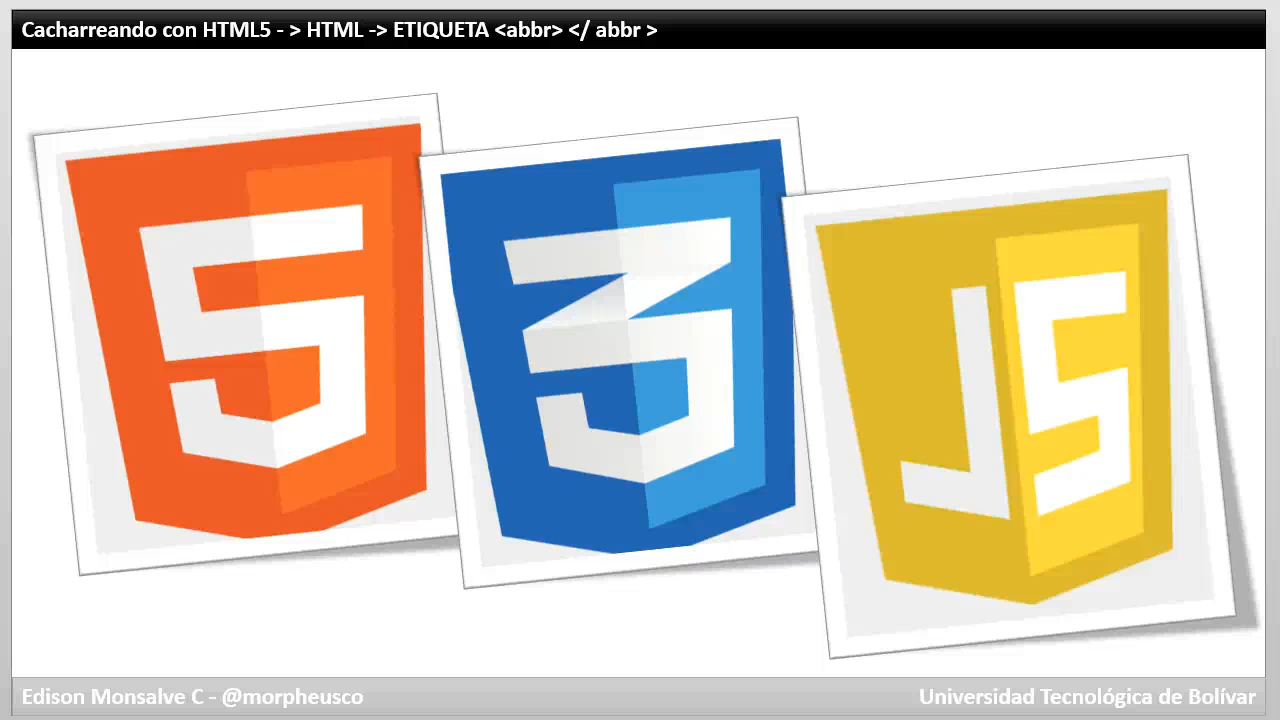 Cacharreando con HTML5 - > HTML -> ETIQUETA <abbr> </ abbr >
5
3
JS
Edison Monsalve C - @morpheusco
Universidad Tecnológica de Bolívar